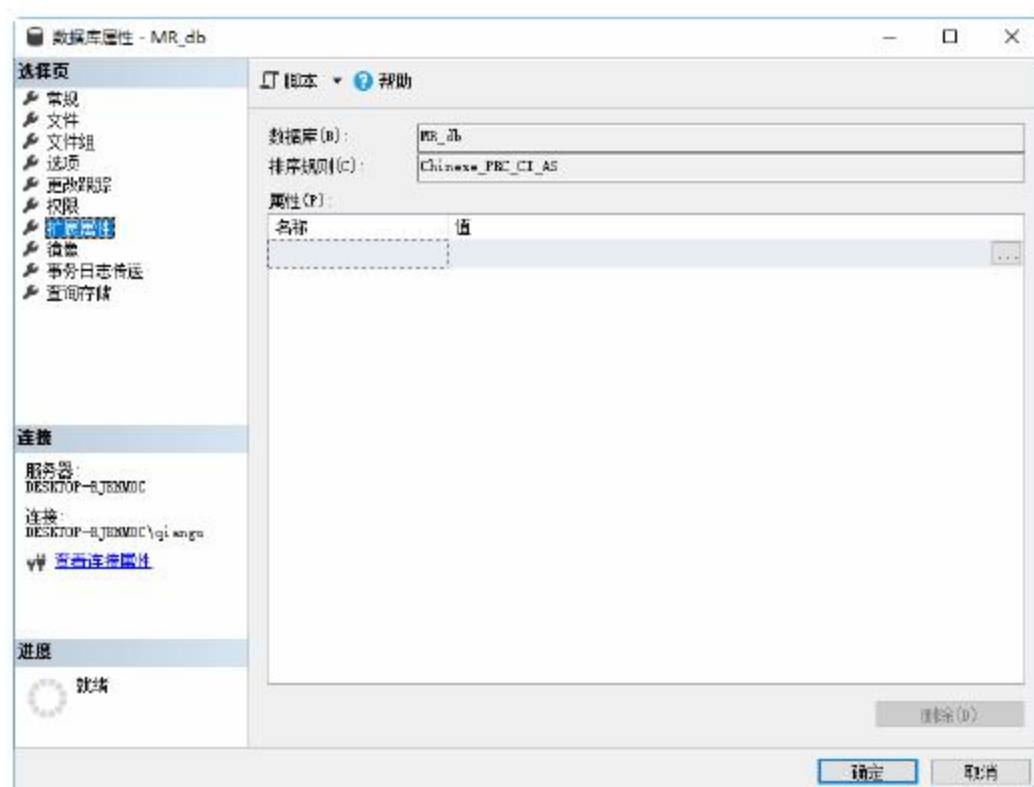 数据库属性 - MR_db
选择页
常规
文件
文件组
选项
更改跟踪
权限
扩展属性
镜像
事务日志传送
查询存储
脚本
帮助
数据库(B):
MR_db
排序规则(C):
Chinese_PRC_CI_AS
属性(P):
名称
值
...
连接
服务器:
连接:
查看连接属性
进度
就绪
删除(D)
确定
取消